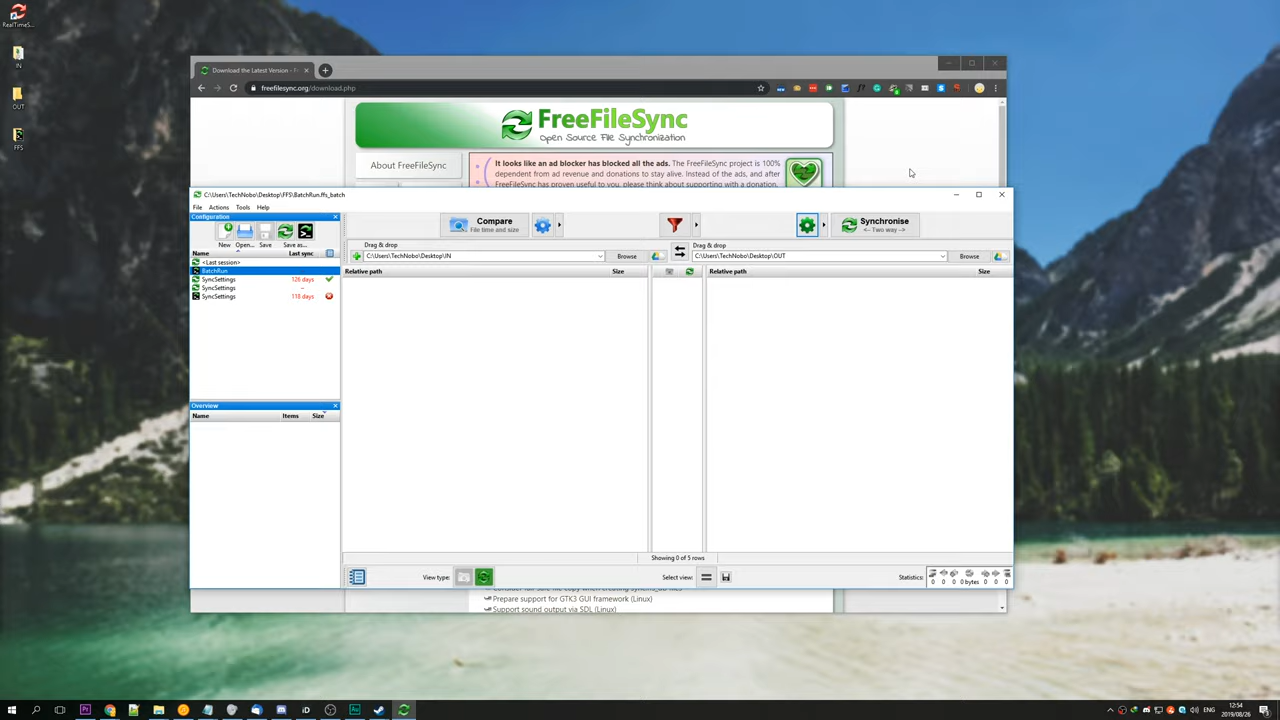 RealTimeS...
IN
OUT
FFS
Download the Latest Version - F
freefilesync.org/download.php
FreeFileSync
Open Source File Synchronization
About FreeFileSync
It looks like an ad blocker has blocked all the ads. The FreeFileSync project is 100%
dependent from ad revenue and donations to stay alive. Instead of the ads, and after
FreeFileSync has proven useful to you, please think about supporting with a donation.
C:\Users\TechNobo\Desktop\FFS\BatchRun.ffs_batch
File Actions Tools Help
Configuration
New Open... Save Save as...
Name Last sync
<Last session>
BatchRun
SyncSettings 126 days
SyncSettings –
SyncSettings 118 days
Overview
Name Items Size
Compare
File time and size
Synchronise
<- Two way ->
Drag & drop
C:\Users\TechNobo\Desktop\IN
Browse
Drag & drop
C:\Users\TechNobo\Desktop\OUT
Browse
Relative path Size
Relative path Size
Showing 0 of 5 rows
View type:
Select view:
Statistics:
0 0 0 0 bytes 0 0 0
Prepare support for GTK3 GUI framework (Linux)
Support sound output via SDL (Linux)
ENG
12:54
2019/08/26